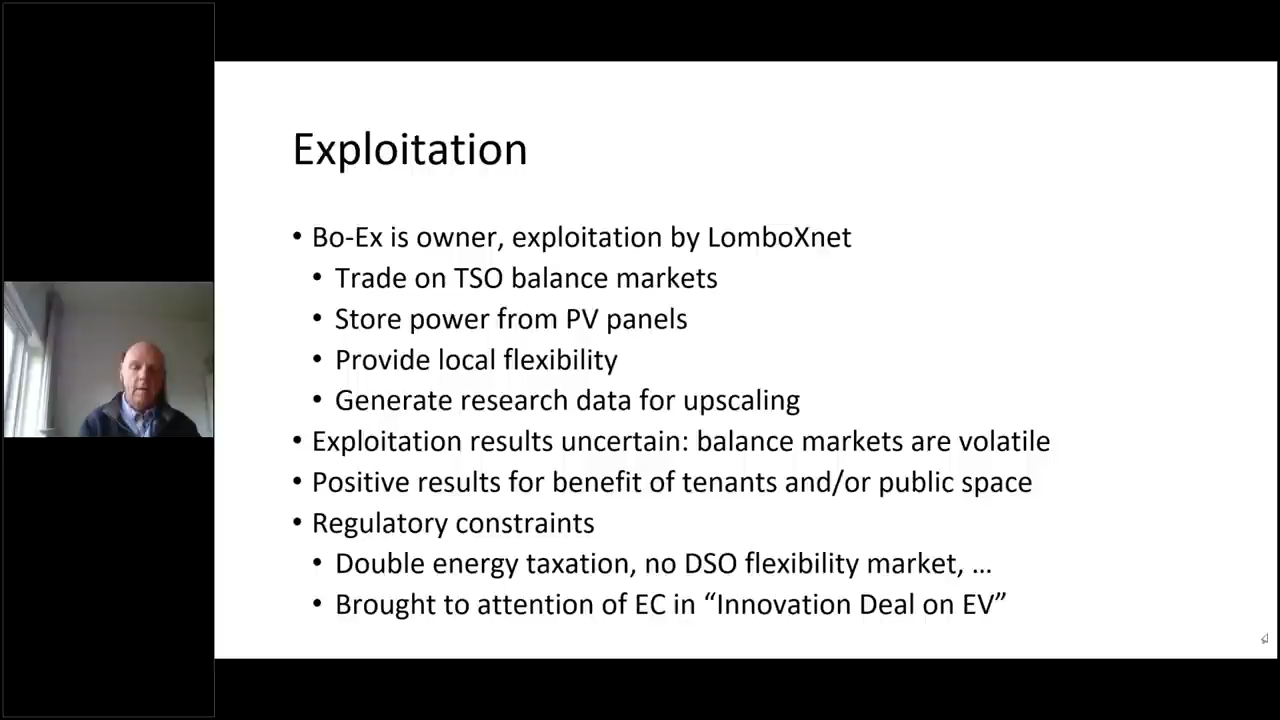 Exploitation
• Bo-Ex is owner, exploitation by LomboXnet
• Trade on TSO balance markets
• Store power from PV panels
• Provide local flexibility
• Generate research data for upscaling
• Exploitation results uncertain: balance markets are volatile
• Positive results for benefit of tenants and/or public space
• Regulatory constraints
• Double energy taxation, no DSO flexibility market, …
• Brought to attention of EC in “Innovation Deal on EV”